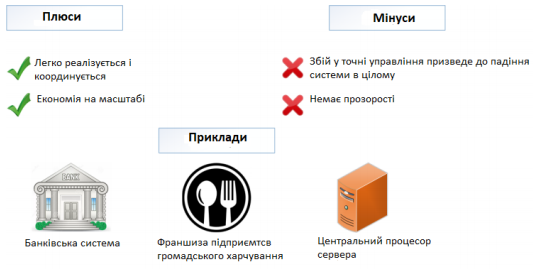 Плюси
Мінуси
Легко реалізується і
координується
Економія на масштабі
Збій у точні управління призведе до падіння
системи в цілому
Немає прозорості
Приклади
BANK
Банківська система
Франшиза підприємтсв
громадського харчування
Центральний процесор
сервера